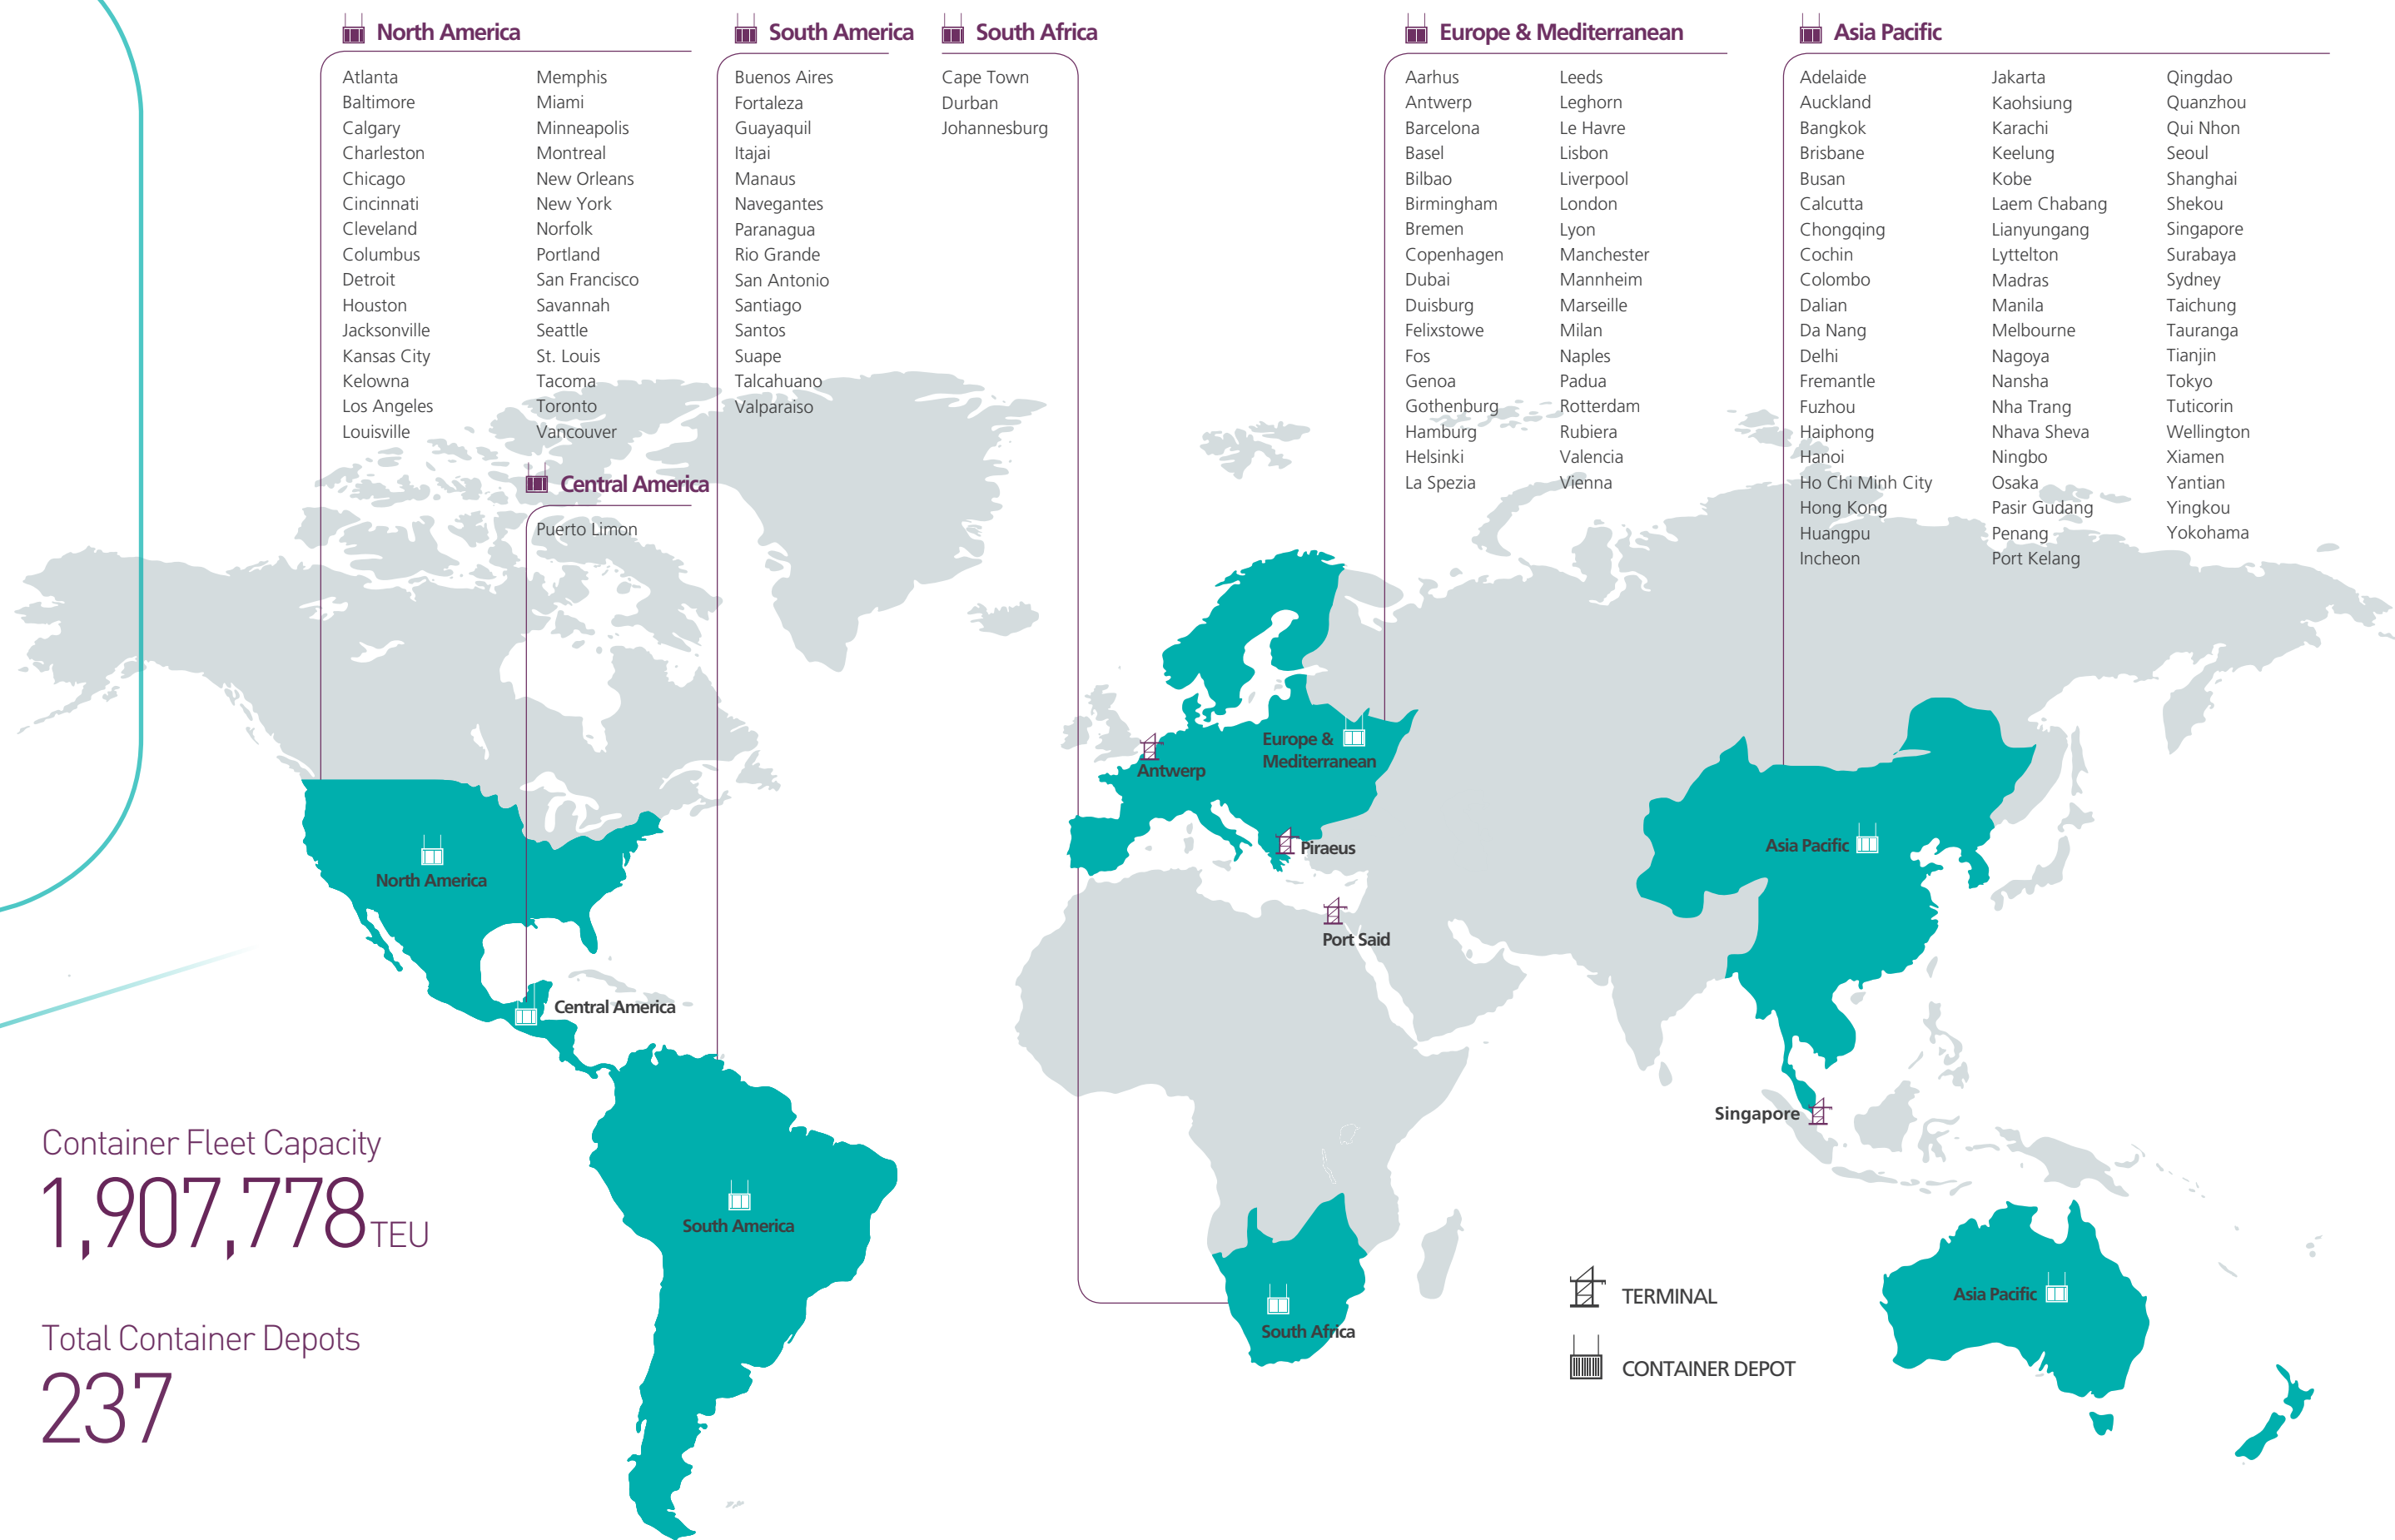 North America
Atlanta
Baltimore
Calgary
Charleston
Chicago
Cincinnati
Cleveland
Columbus
Detroit
Houston
Jacksonville
Kansas City
Kelowna
Los Angeles
Louisville
Memphis
Miami
Minneapolis
Montreal
New Orleans
New York
Norfolk
Portland
San Francisco
Savannah
Seattle
St. Louis
Tacoma
Toronto
Vancouver
Central America
Puerto Limon
South America
Buenos Aires
Fortaleza
Guayaquil
Itajai
Manaus
Navegantes
Paranagua
Rio Grande
San Antonio
Santiago
Santos
Suape
Talcahuano
Valparaiso
South Africa
Cape Town
Durban
Johannesburg
Europe & Mediterranean
Aarhus
Antwerp
Barcelona
Basel
Bilbao
Birmingham
Bremen
Copenhagen
Dubai
Duisburg
Felixstowe
Fos
Genoa
Gothenburg
Hamburg
Helsinki
La Spezia
Leeds
Leghorn
Le Havre
Lisbon
Liverpool
London
Lyon
Manchester
Mannheim
Marseille
Milan
Naples
Padua
Rotterdam
Rubiera
Valencia
Vienna
Asia Pacific
Adelaide
Auckland
Bangkok
Brisbane
Busan
Calcutta
Chongqing
Cochin
Colombo
Dalian
Da Nang
Delhi
Fremantle
Fuzhou
Haiphong
Hanoi
Ho Chi Minh City
Hong Kong
Huangpu
Incheon
Jakarta
Kaohsiung
Karachi
Keelung
Kobe
Laem Chabang
Lianyungang
Lyttelton
Madras
Manila
Melbourne
Nagoya
Nansha
Nha Trang
Nhava Sheva
Ningbo
Osaka
Pasir Gudang
Penang
Port Kelang
Qingdao
Quanzhou
Qui Nhon
Seoul
Shanghai
Shekou
Singapore
Surabaya
Sydney
Taichung
Tauranga
Tianjin
Tokyo
Tuticorin
Wellington
Xiamen
Yantian
Yingkou
Yokohama
Europe &
Mediterranean
Antwerp
Piraeus
Asia Pacific
North America
Port Said
Central America
Singapore
South America
Asia Pacific
South Africa
Container Fleet Capacity
1,907,778 TEU
Total Container Depots
237
TERMINAL
CONTAINER DEPOT